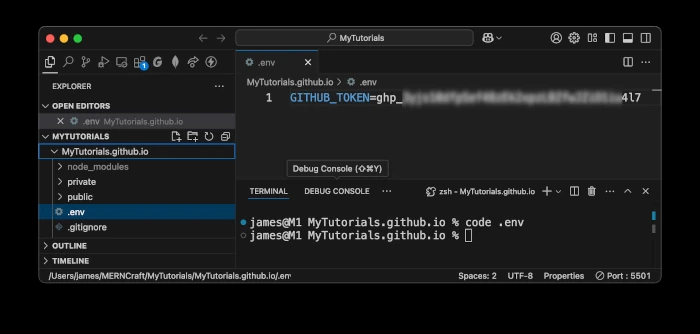 MyTutorials
1
EXPLORER
OPEN EDITORS
.env MyTutorials.github.io
MYTUTORIALS
MyTutorials.github.io
node_modules
private
public
.env
.gitignore
OUTLINE
TIMELINE
.env
MyTutorials.github.io > .env
1 GITHUB_TOKEN=ghp_ 4l7
Debug Console (⇧⌘Y)
TERMINAL DEBUG CONSOLE ... zsh - MyTutorials.github.io
james@M1 MyTutorials.github.io % code .env
james@M1 MyTutorials.github.io %
/Users/james/MERNCraft/MyTutorials/MyTutorials.github.io/.env Spaces: 2 UTF-8 Properties Port : 5501